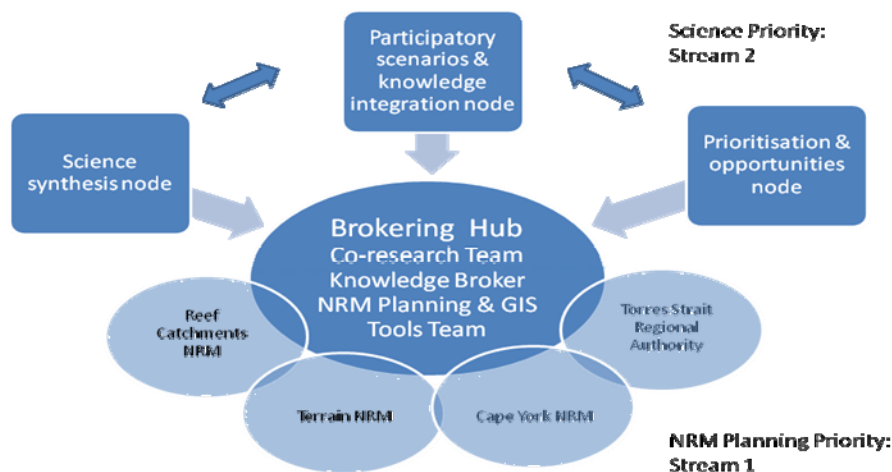 Participatory
scenarios &
knowledge
integration node
Science Priority:
Stream 2
Science
synthesis node
Prioritisation &
opportunities
node
Brokering Hub
Co-research Team
Knowledge Broker
NRM Planning & GIS
Tools Team
Reef
Catchments
NRM
Torres Strait
Regional
Authority
Terrain NRM
Cape York NRM
NRM Planning Priority:
Stream 1